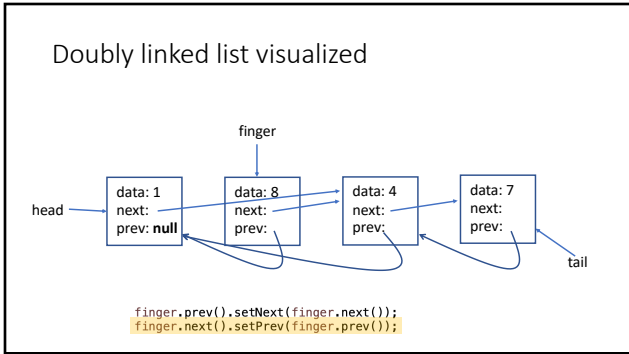 Doubly linked list visualized
finger
head
data: 1
next:
prev: null
data: 8
next:
prev:
data: 4
next:
prev:
data: 7
next:
prev:
tail
finger.prev().setNext(finger.next());
finger.next().setPrev(finger.prev());